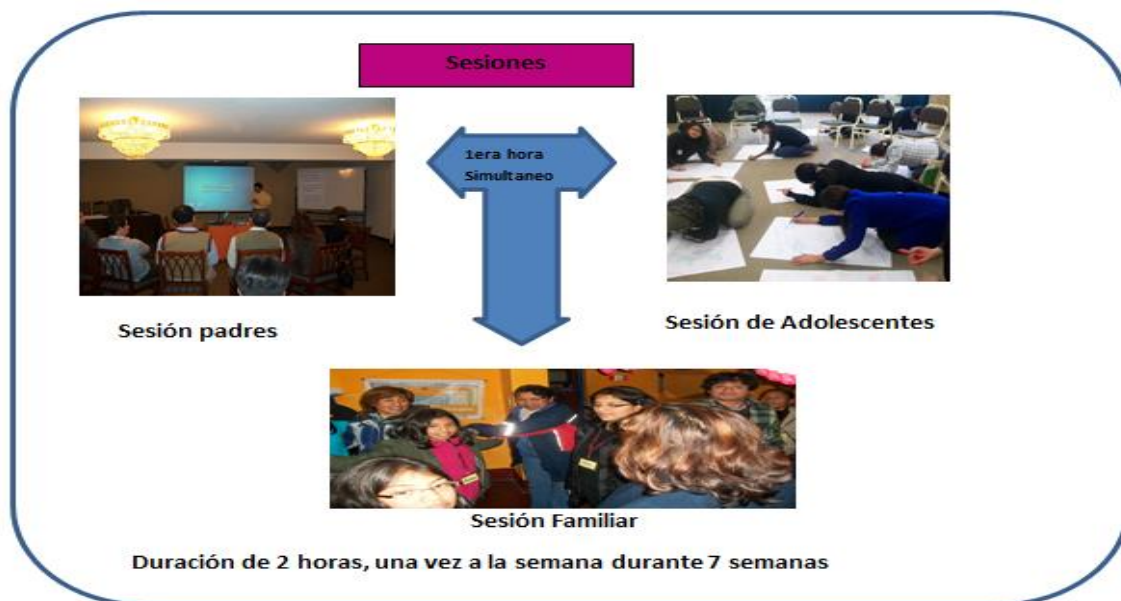 Sesiones
1era hora
Simultaneo
Sesión padres
Sesión de Adolescentes
Sesión Familiar
Duración de 2 horas, una vez a la semana durante 7 semanas